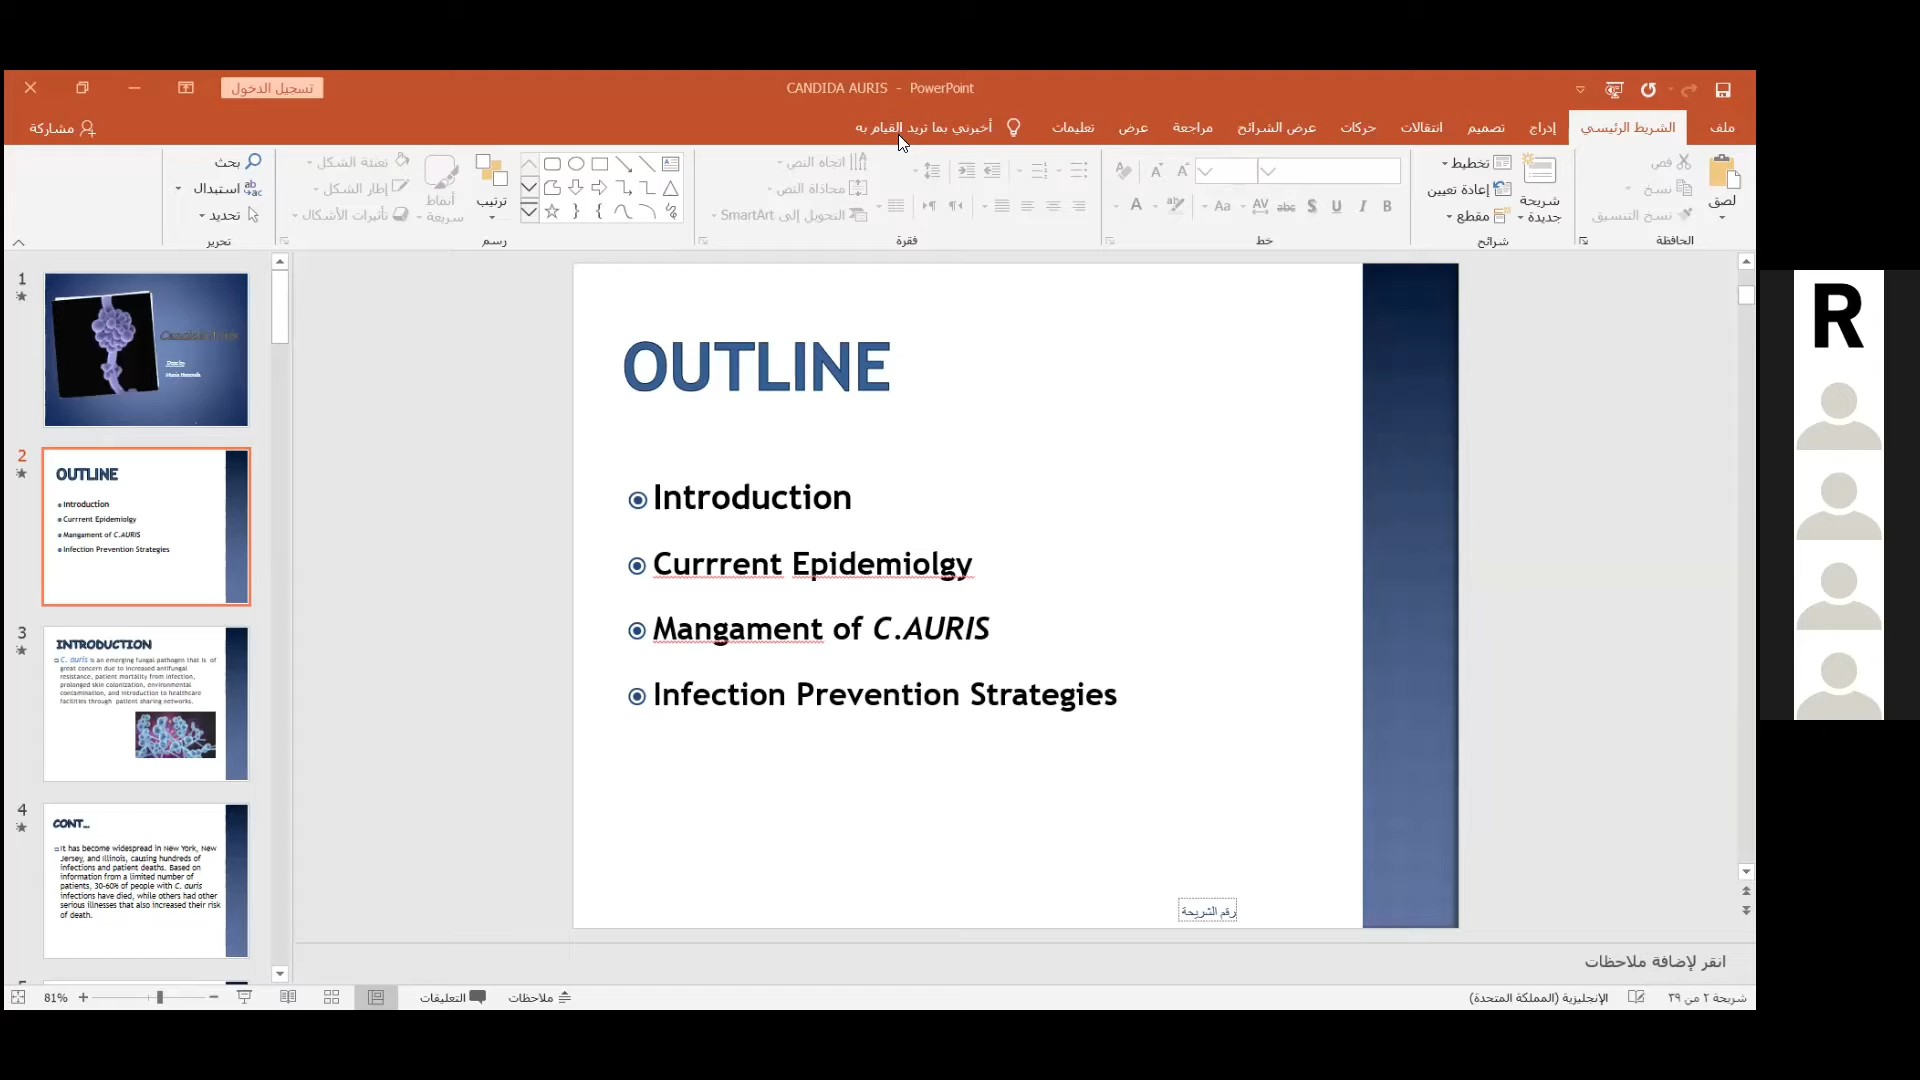 تسجيل الدخول
CANDIDA AURIS - PowerPoint
ملف
الشريط الرئيسي
إدراج
تصميم
انتقالات
حركات
عرض الشرائح
مراجعة
عرض
تعليمات
أخبرني بما تريد القيام به
مشاركة
لصق
قص
نسخ
نسخ التنسيق
الحافظة
شريحة
جديدة
تخطيط
إعادة تعيين
مقطع
شرائح
B I U S abc AV Aa A
خط
اتجاه النص
محاذاة النص
التحويل إلى SmartArt
فقرة
ترتيب
أنماط
سريعة
تعبئة الشكل
إطار الشكل
تأثيرات الأشكال
رسم
بحث
استبدال
تحديد
تحرير
1
2
OUTLINE
Introduction
Currrent Epidemiolgy
Mangament of C.AURIS
Infection Prevention Strategies
3
INTRODUCTION
C. auris is an emerging fungal pathogen that is of
great concern due to increased antifungal
resistance, patient mortality from infection,
prolonged skin colonization, environmental
contamination, and introduction to healthcare
facilities through patient sharing networks.
4
CONT...
It has become widespread in New York, New
Jersey, and Illinois, causing hundreds of
infections and patient deaths. Based on
information from a limited number of
patients, 30-60% of people with C. auris
infections have died, while others had other
serious illnesses that also increased their risk
of death.
OUTLINE
Introduction
Currrent Epidemiolgy
Mangament of C.AURIS
Infection Prevention Strategies
رقم الشريحة
انقر لإضافة ملاحظات
شريحة ٢ من ٣٩
الإنجليزية (المملكة المتحدة)
ملاحظات
التعليقات
81%
R